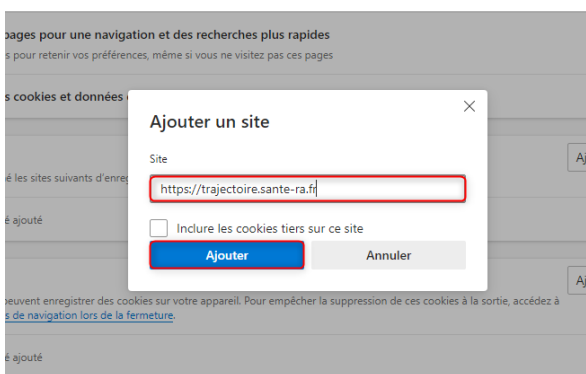 pages pour une navigation et des recherches plus rapides
s pour retenir vos préférences, même si vous ne visitez pas ces pages
s cookies et données
Ajouter un site
Site
https://trajectoire.sante-ra.fr
Aj
é les sites suivants d'enreg
Inclure les cookies tiers sur ce site
é ajouté
Ajouter Annuler
Aj
peuvent enregistrer des cookies sur votre appareil. Pour empêcher la suppression de ces cookies à la sortie, accédez à
s de navigation lors de la fermeture.
é ajouté